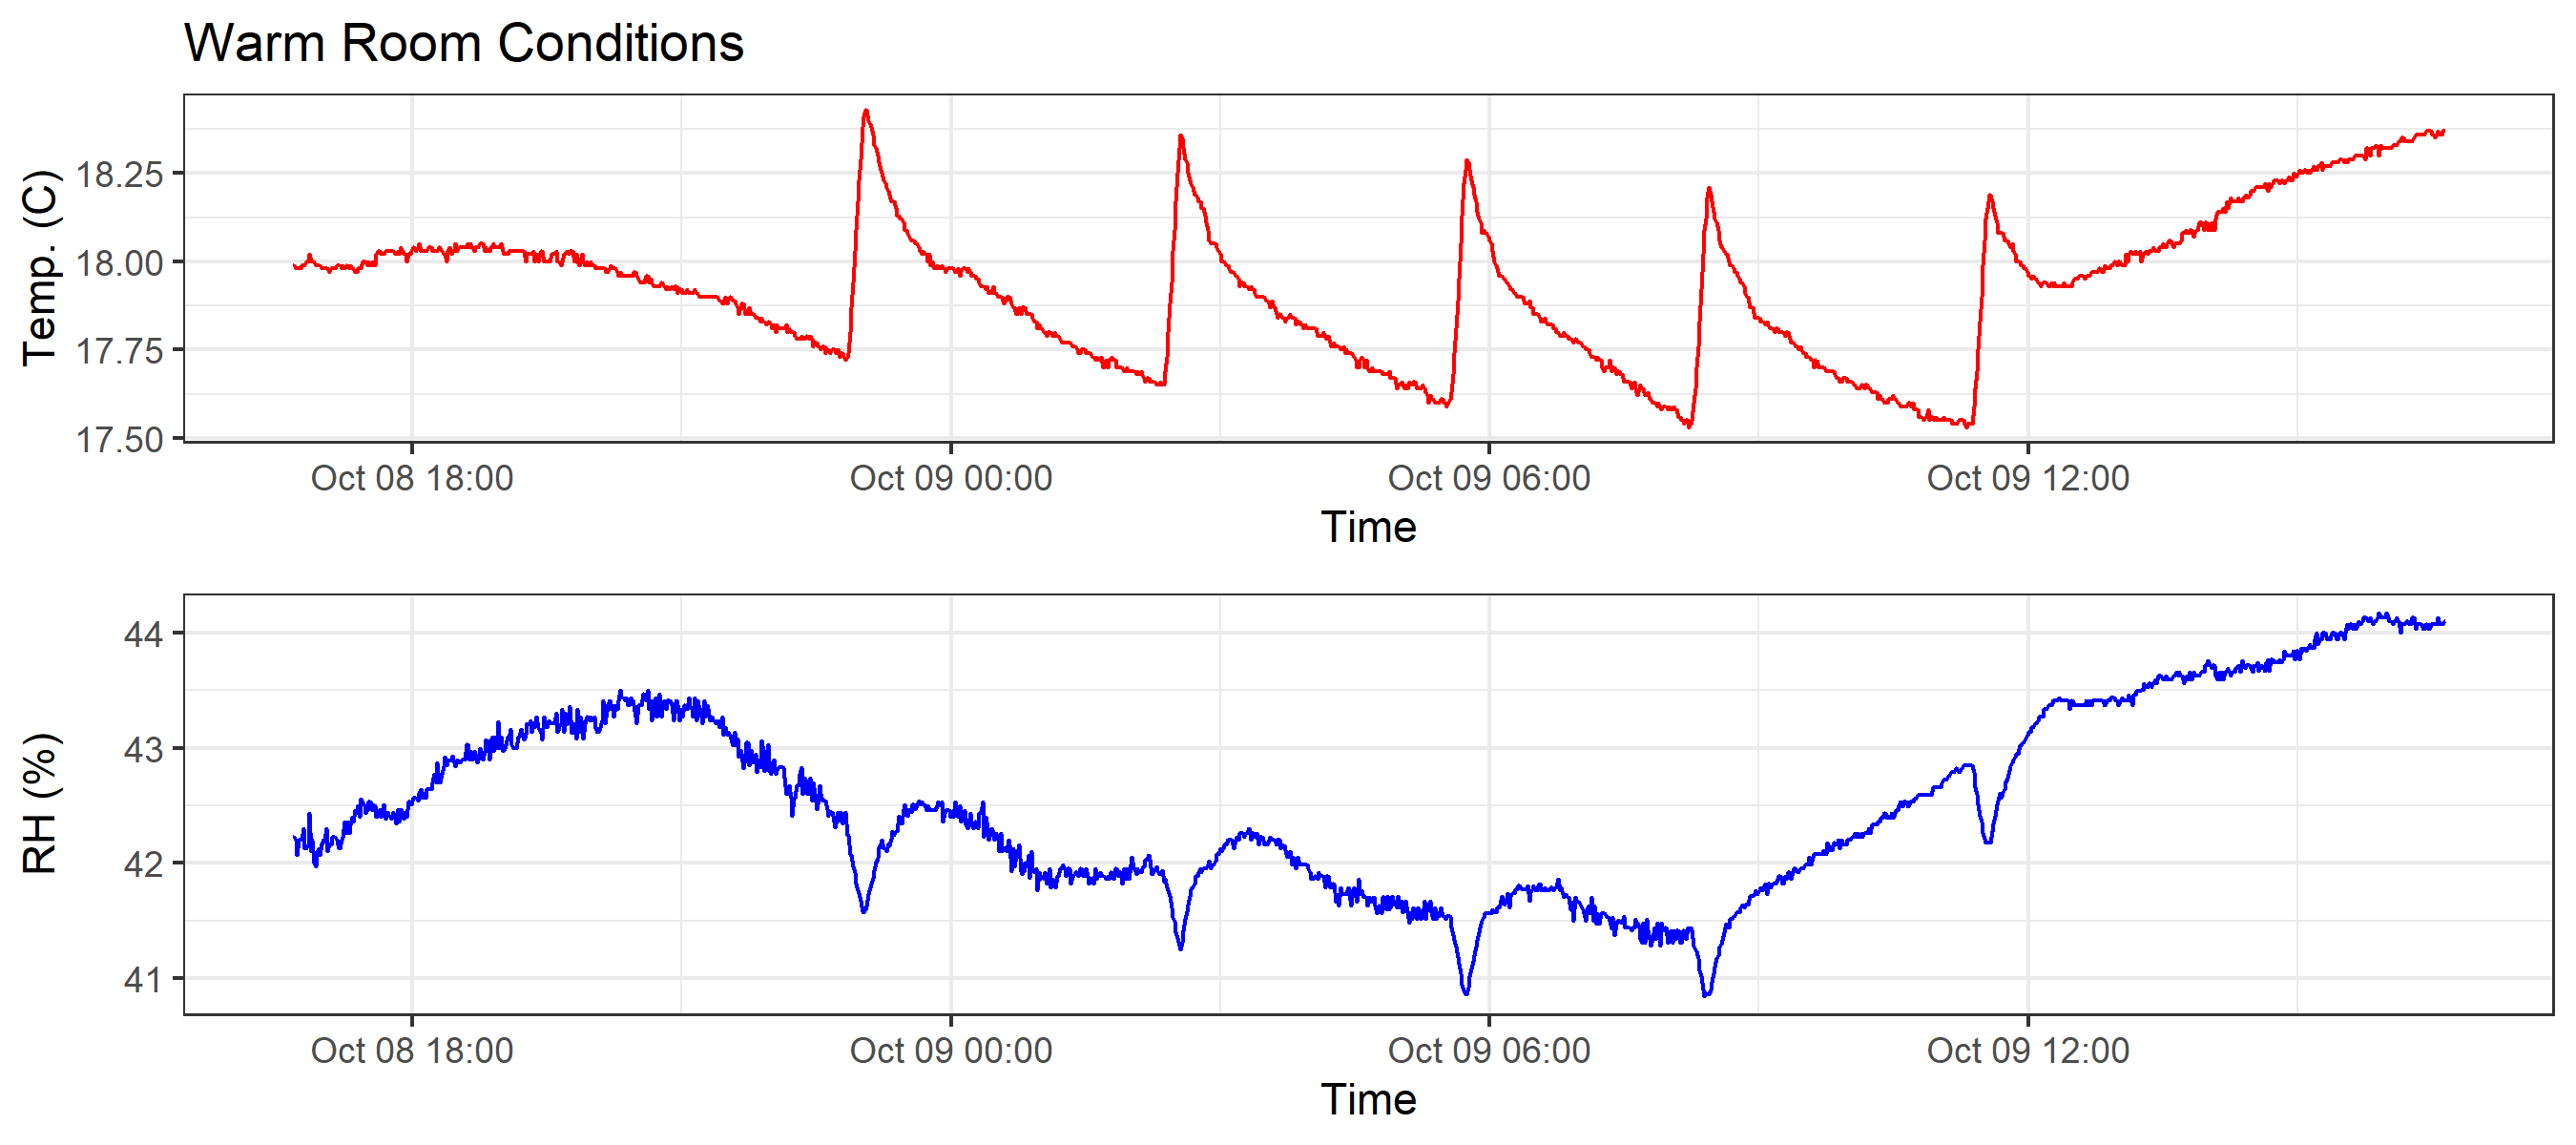 Warm Room Conditions
Temp. (C)
18.25
18.00
17.75
17.50
Oct 08 18:00 Oct 09 00:00 Oct 09 06:00 Oct 09 12:00
Time
RH (%)
44
43
42
41
Oct 08 18:00 Oct 09 00:00 Oct 09 06:00 Oct 09 12:00
Time